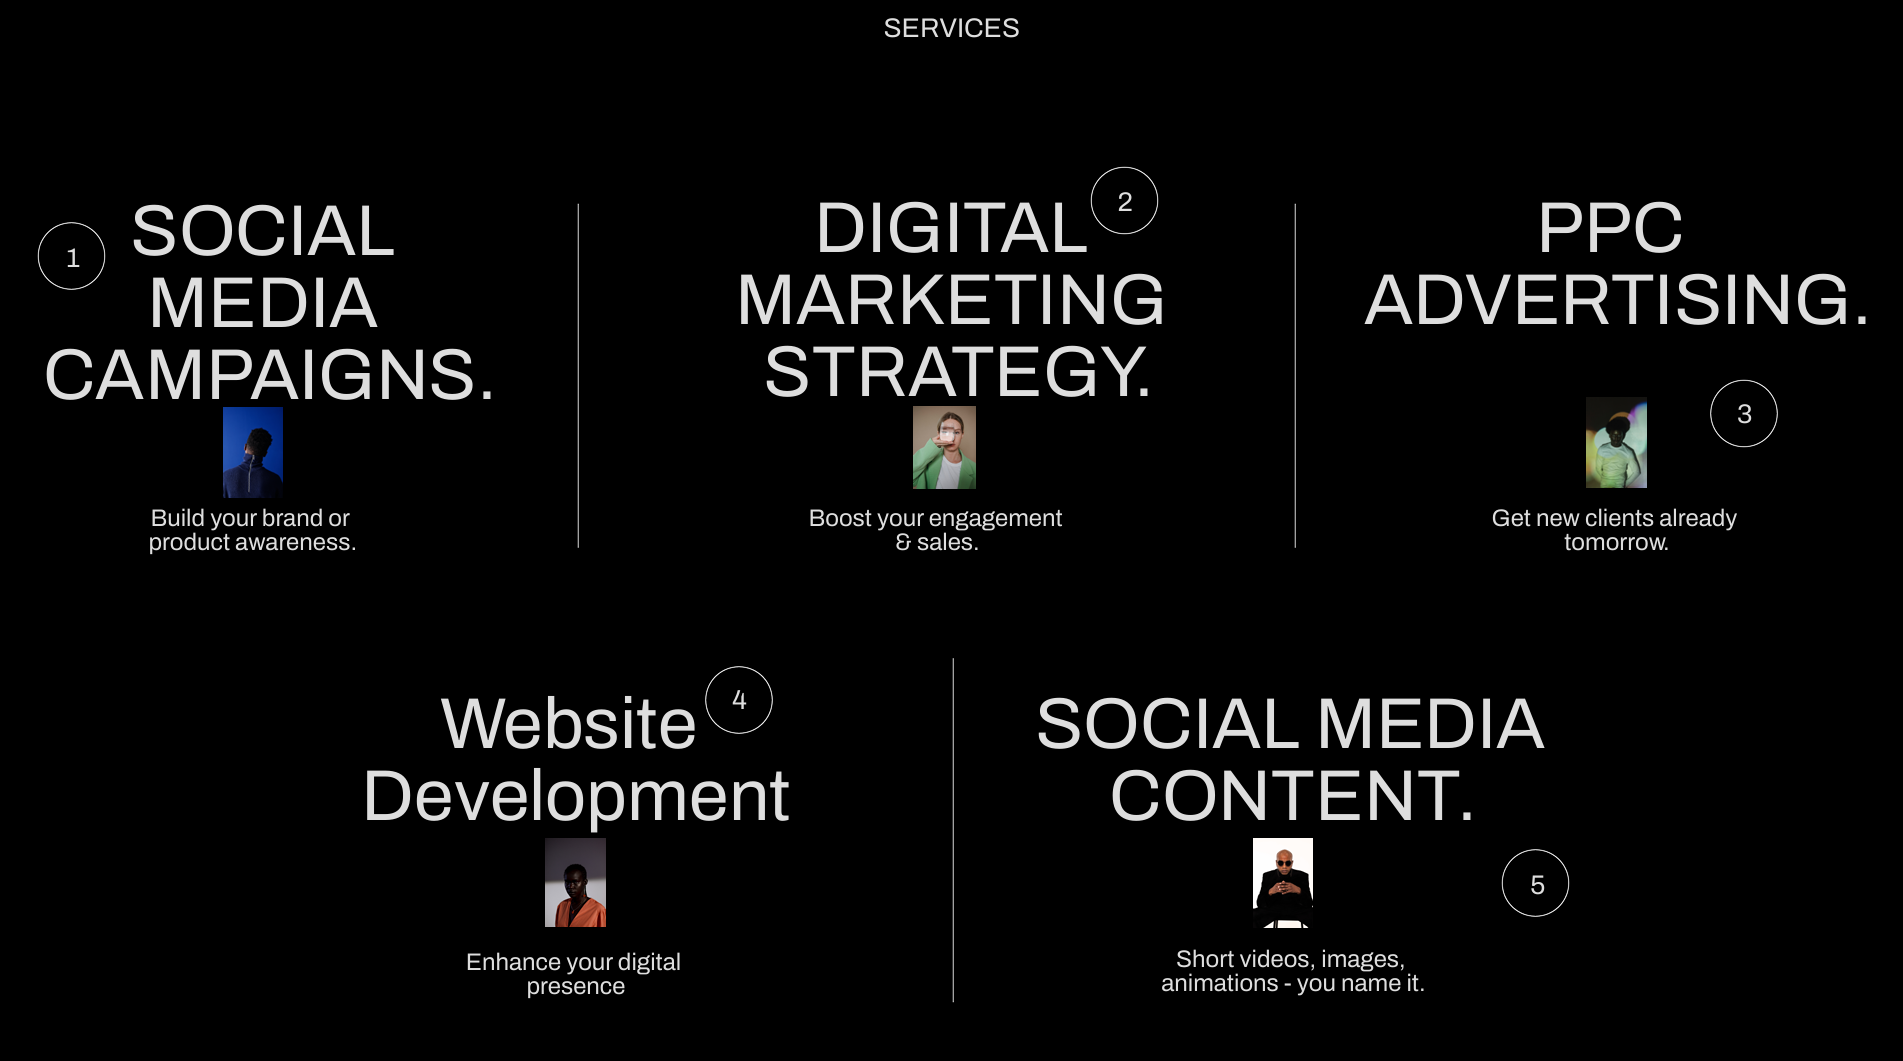 SERVICES
1
SOCIAL
MEDIA
CAMPAIGNS.
Build your brand or
product awareness.
2
DIGITAL
MARKETING
STRATEGY.
Boost your engagement
& sales.
PPC
ADVERTISING.
3
Get new clients already
tomorrow.
4
Website
Development
Enhance your digital
presence
SOCIAL MEDIA
CONTENT.
5
Short videos, images,
animations - you name it.